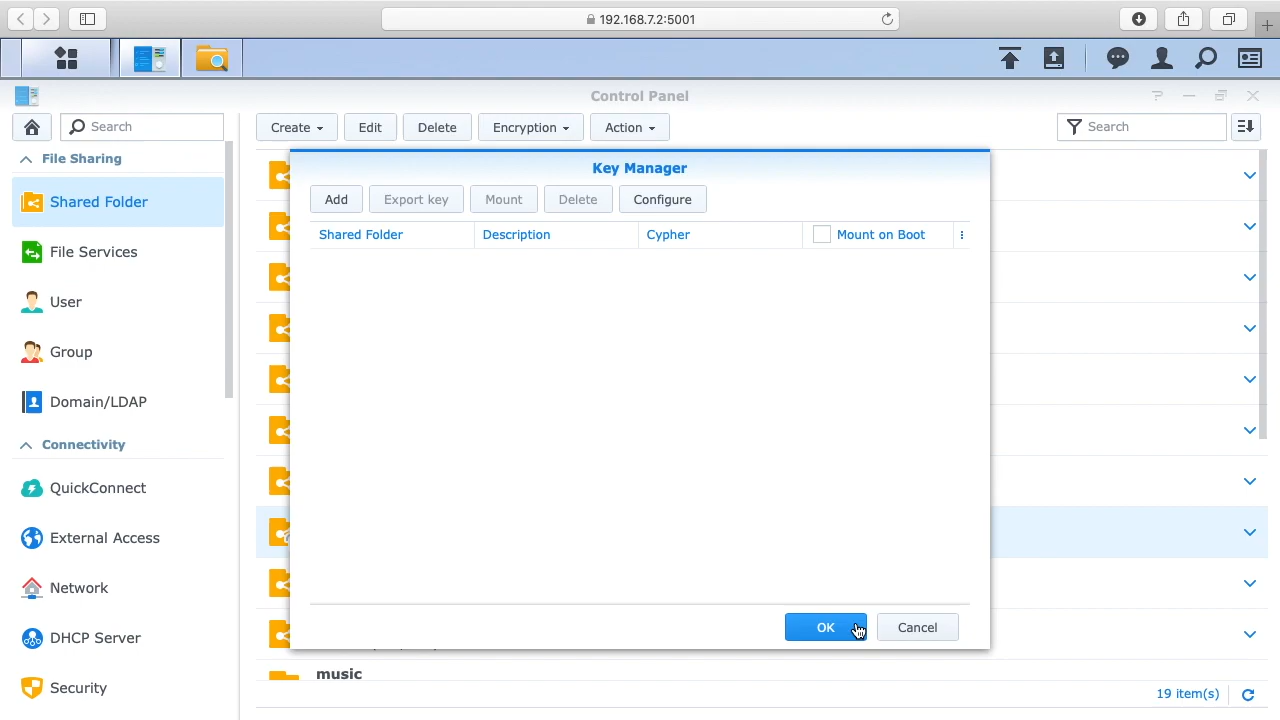 192.168.7.2:5001
Control Panel
Search
Create
Edit
Delete
Encryption
Action
Search
File Sharing
Shared Folder
File Services
User
Group
Domain/LDAP
Connectivity
QuickConnect
External Access
Network
DHCP Server
Security
Key Manager
Add
Export key
Mount
Delete
Configure
Shared Folder
Description
Cypher
Mount on Boot
OK
Cancel
music
19 item(s)